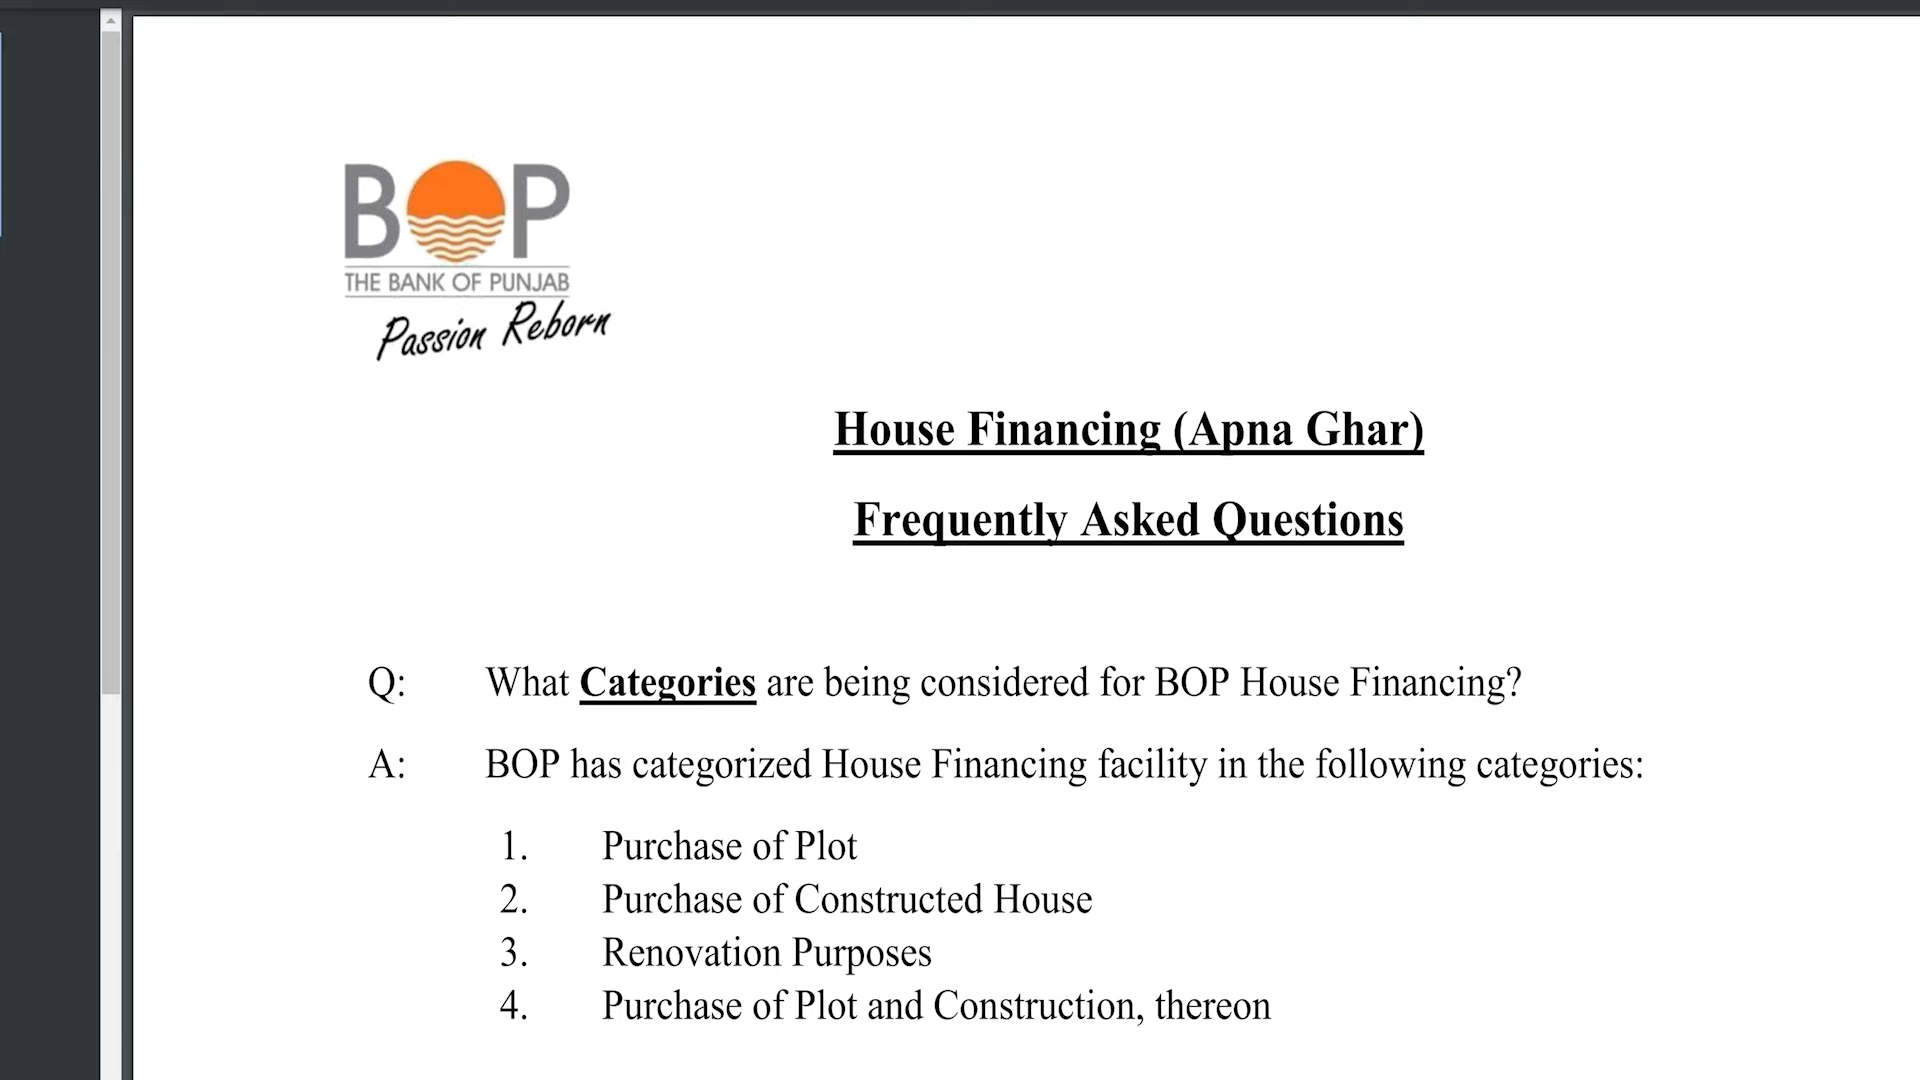 BOP
THE BANK OF PUNJAB
Passion Reborn
House Financing (Apna Ghar)
Frequently Asked Questions
Q: What Categories are being considered for BOP House Financing?
A: BOP has categorized House Financing facility in the following categories:
1. Purchase of Plot
2. Purchase of Constructed House
3. Renovation Purposes
4. Purchase of Plot and Construction, thereon